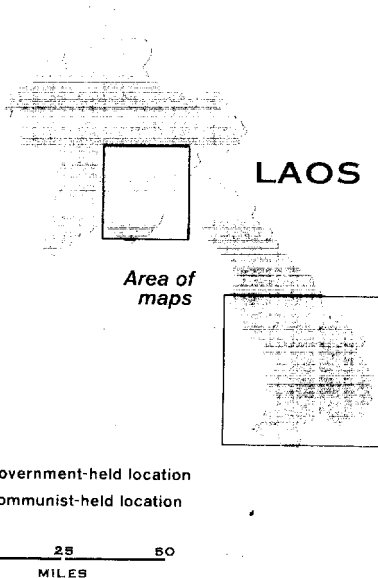 LAOS
Area of
maps
overnment-held location
ommunist-held location
25 50
MILES